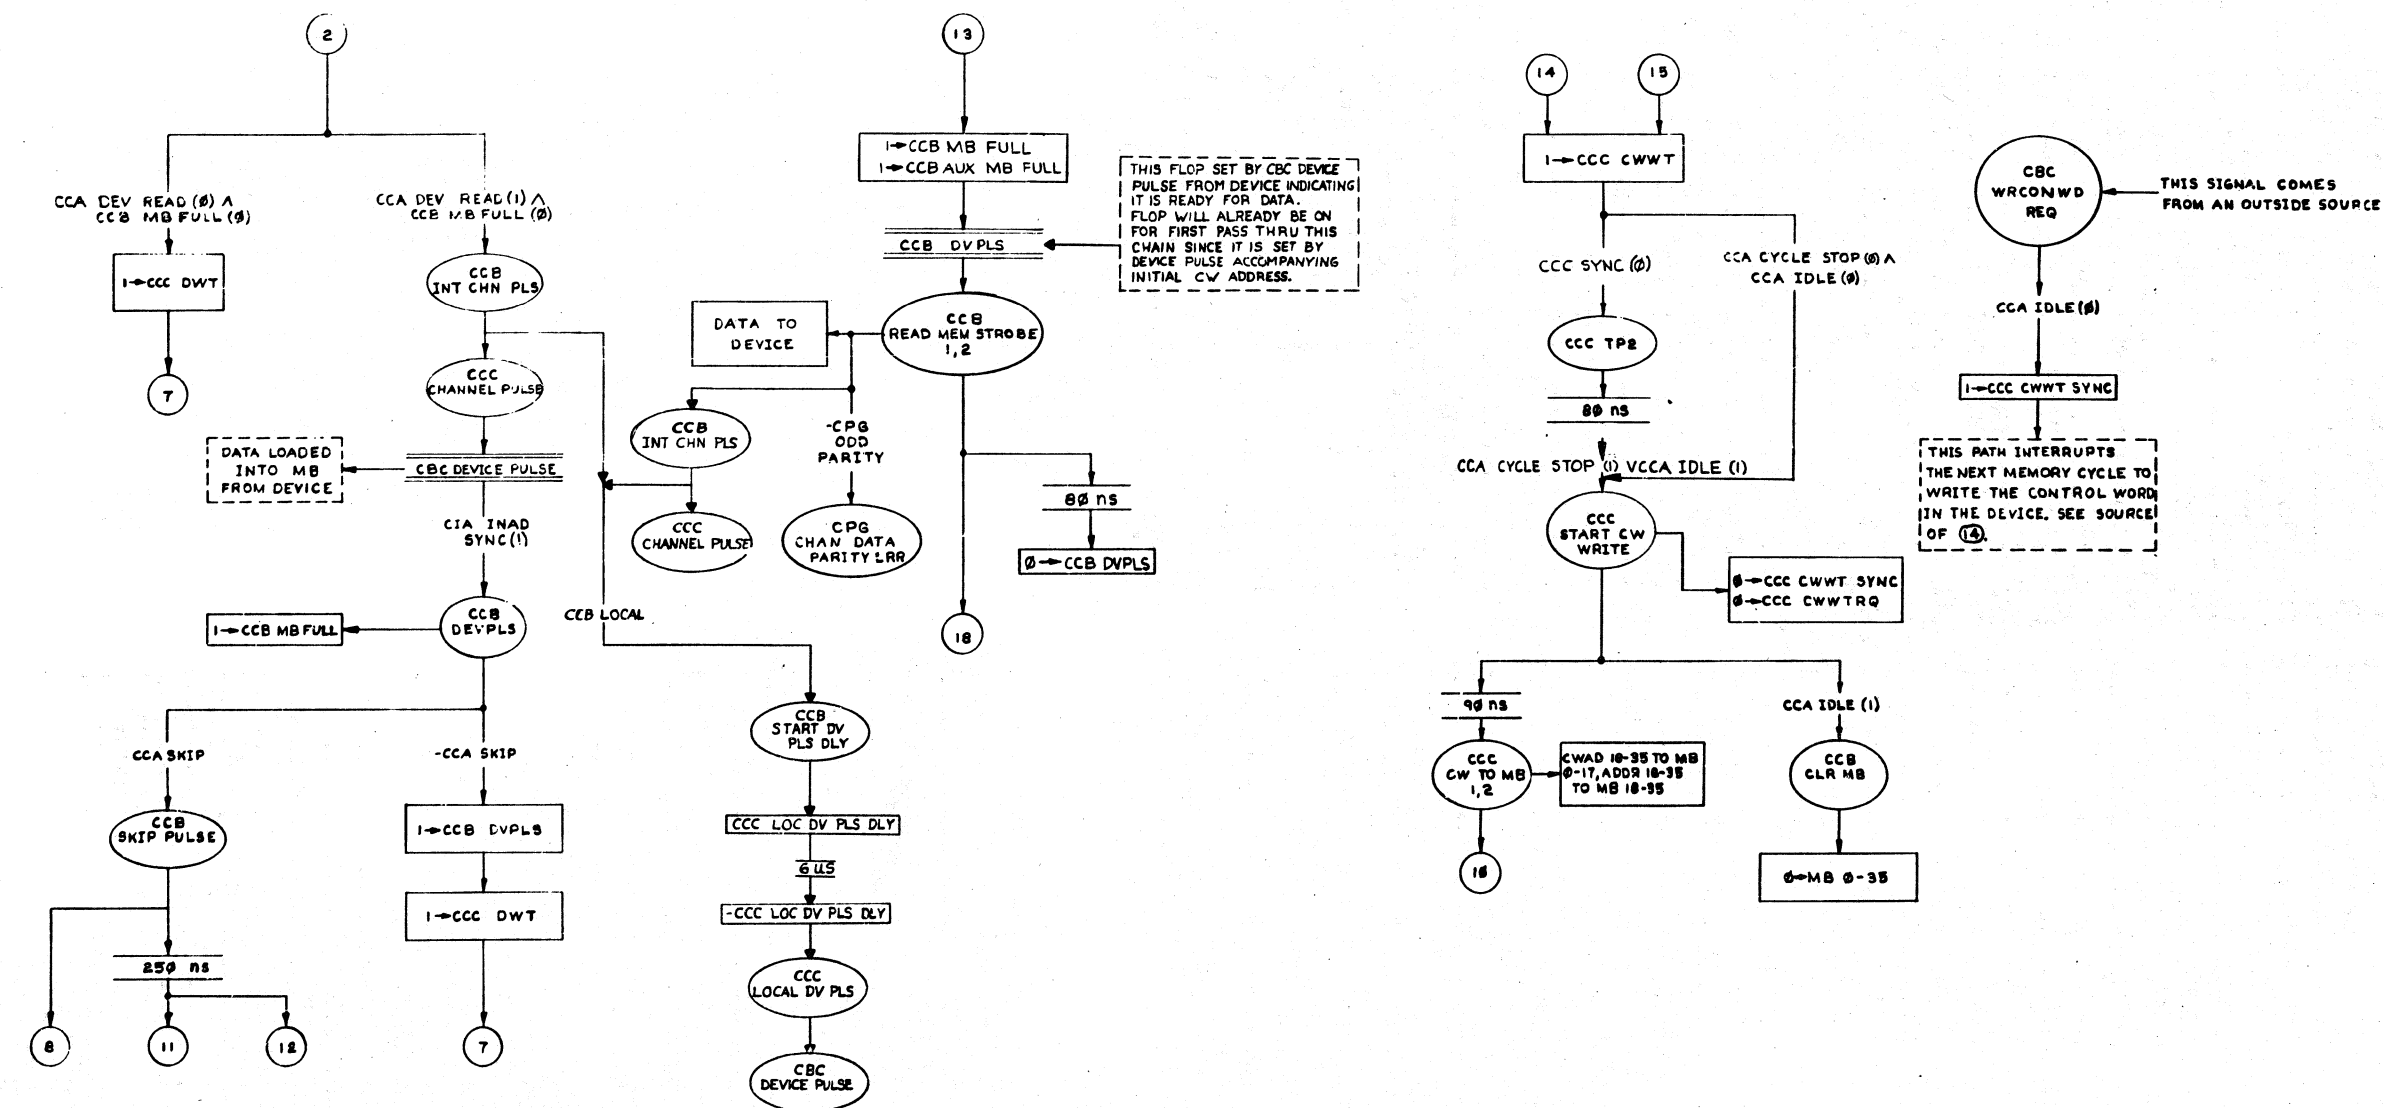 2
CCA DEV READ (Ø) ∧
CCB MB FULL (Ø)
1→CCC DWT
7
CCA DEV READ (1) ∧
CCB MB FULL (Ø)
CCB
INT CHN PLS
CCC
CHANNEL PULSE
CBC DEVICE PULSE
DATA LOADED
INTO MB
FROM DEVICE
CIA INAD
SYNC (1)
CCB
DEVPLS
1→CCB MB FULL
CCA SKIP
CCB
SKIP PULSE
25Ø ns
8
11
12
-CCA SKIP
1→CCB DVPLS
1→CCC DWT
7
13
1→CCB MB FULL
1→CCB AUX MB FULL
CCB DVPLS
THIS FLOP SET BY CBC DEVICE
PULSE FROM DEVICE INDICATING
IT IS READY FOR DATA.
FLOP WILL ALREADY BE ON
FOR FIRST PASS THRU THIS
CHAIN SINCE IT IS SET BY
DEVICE PULSE ACCOMPANYING
INITIAL CW ADDRESS.
CCB
READ MEM STROBE
1,2
DATA TO
DEVICE
CCB
INT CHN PLS
CCC
CHANNEL PULSE
-CPG
ODD
PARITY
CPG
CHAN DATA
PARITY ERR
8Ø ns
Ø→CCB DVPLS
18
CCB LOCAL
CCB
START DV
PLS DLY
CCC LOC DV PLS DLY
6 US
-CCC LOC DV PLS DLY
CCC
LOCAL DV PLS
CBC
DEVICE PULSE
14
15
1→CCC CWWT
CCC SYNC (Ø)
CCA CYCLE STOP (Ø) ∧
CCA IDLE (Ø)
CCC TP2
8Ø ns
CCA CYCLE STOP (1) V CCA IDLE (1)
CCC
START CW
WRITE
Ø→CCC CWWT SYNC
Ø→CCC CWWTRQ
9Ø ns
CCC
CW TO MB
1,2
CWAD 18-35 TO MB
Ø-17, ADDR 18-35
TO MB 18-35
1Ø
CCA IDLE (1)
CCB
CLR MB
Ø→MB Ø-35
CBC
WRCONWD
REQ
THIS SIGNAL COMES
FROM AN OUTSIDE SOURCE
CCA IDLE (Ø)
1→CCC CWWT SYNC
THIS PATH INTERRUPTS
THE NEXT MEMORY CYCLE TO
WRITE THE CONTROL WORD
IN THE DEVICE. SEE SOURCE
OF 14.